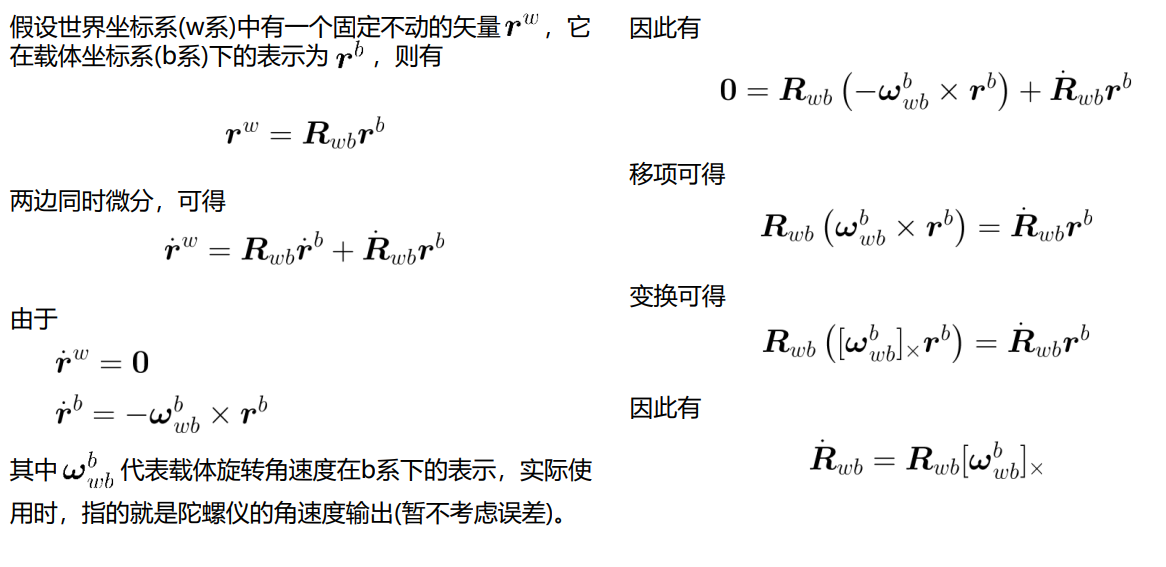 假设世界坐标系(w系)中有一个固定不动的矢量 $\boldsymbol{r}^{w}$ ，它
在载体坐标系(b系)下的表示为 $\boldsymbol{r}^{b}$ ，则有
$\boldsymbol{r}^{w} = \boldsymbol{R}_{wb}\boldsymbol{r}^{b}$
两边同时微分，可得
$\dot{\boldsymbol{r}}^{w} = \boldsymbol{R}_{wb}\dot{\boldsymbol{r}}^{b} + \dot{\boldsymbol{R}}_{wb}\boldsymbol{r}^{b}$
由于
$\dot{\boldsymbol{r}}^{w} = \boldsymbol{0}$
$\dot{\boldsymbol{r}}^{b} = -\boldsymbol{\omega}_{wb}^{b} \times \boldsymbol{r}^{b}$
其中 $\boldsymbol{\omega}_{wb}^{b}$ 代表载体旋转角速度在b系下的表示，实际使
用时，指的就是陀螺仪的角速度输出(暂不考虑误差)。
因此有
$\boldsymbol{0} = \boldsymbol{R}_{wb}\left(-\boldsymbol{\omega}_{wb}^{b} \times \boldsymbol{r}^{b}\right) + \dot{\boldsymbol{R}}_{wb}\boldsymbol{r}^{b}$
移项可得
$\boldsymbol{R}_{wb}\left(\boldsymbol{\omega}_{wb}^{b} \times \boldsymbol{r}^{b}\right) = \dot{\boldsymbol{R}}_{wb}\boldsymbol{r}^{b}$
变换可得
$\boldsymbol{R}_{wb}\left([\boldsymbol{\omega}_{wb}^{b}]_{\times}\boldsymbol{r}^{b}\right) = \dot{\boldsymbol{R}}_{wb}\boldsymbol{r}^{b}$
因此有
$\dot{\boldsymbol{R}}_{wb} = \boldsymbol{R}_{wb}[\boldsymbol{\omega}_{wb}^{b}]_{\times}$